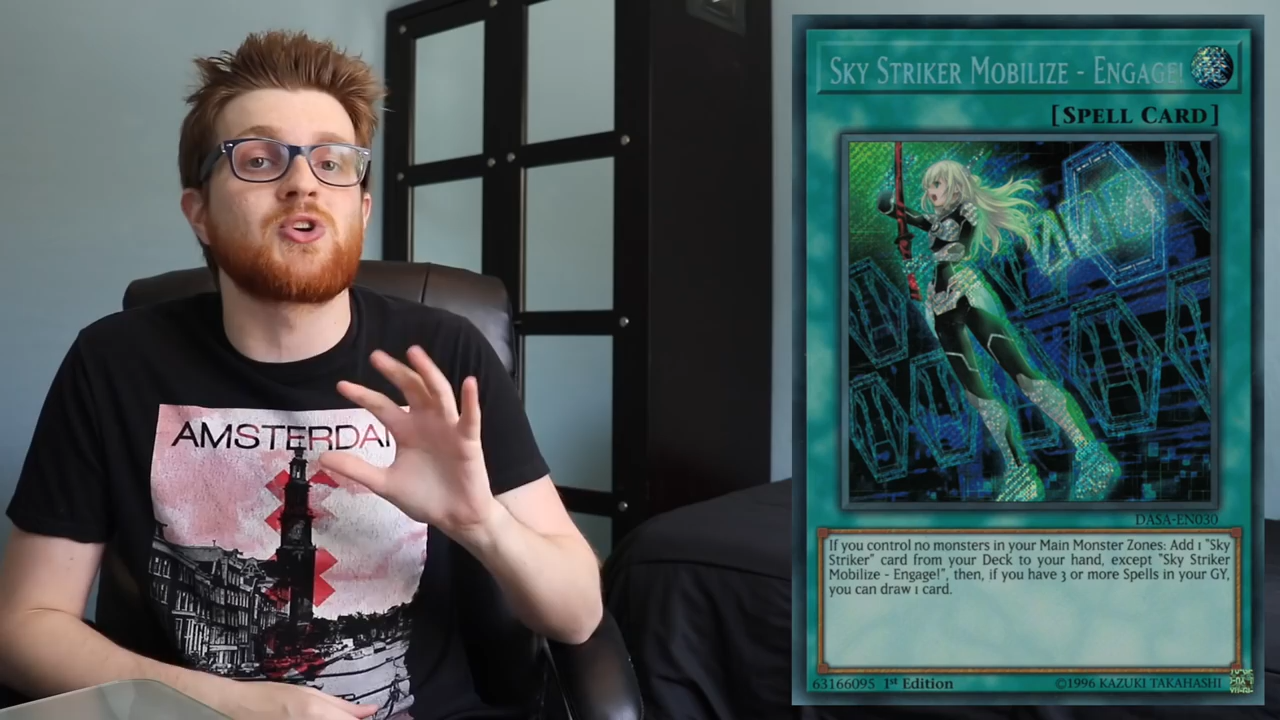 AMSTERDA
SKY STRIKER MOBILIZE - ENGAGE!
[SPELL CARD]
DASA-EN030
If you control no monsters in your Main Monster Zones: Add 1 "Sky
Striker" card from your Deck to your hand, except "Sky Striker
Mobilize - Engage!", then, if you have 3 or more Spells in your GY,
you can draw 1 card.
63166095 1st Edition ©1996 KAZUKI TAKAHASHI